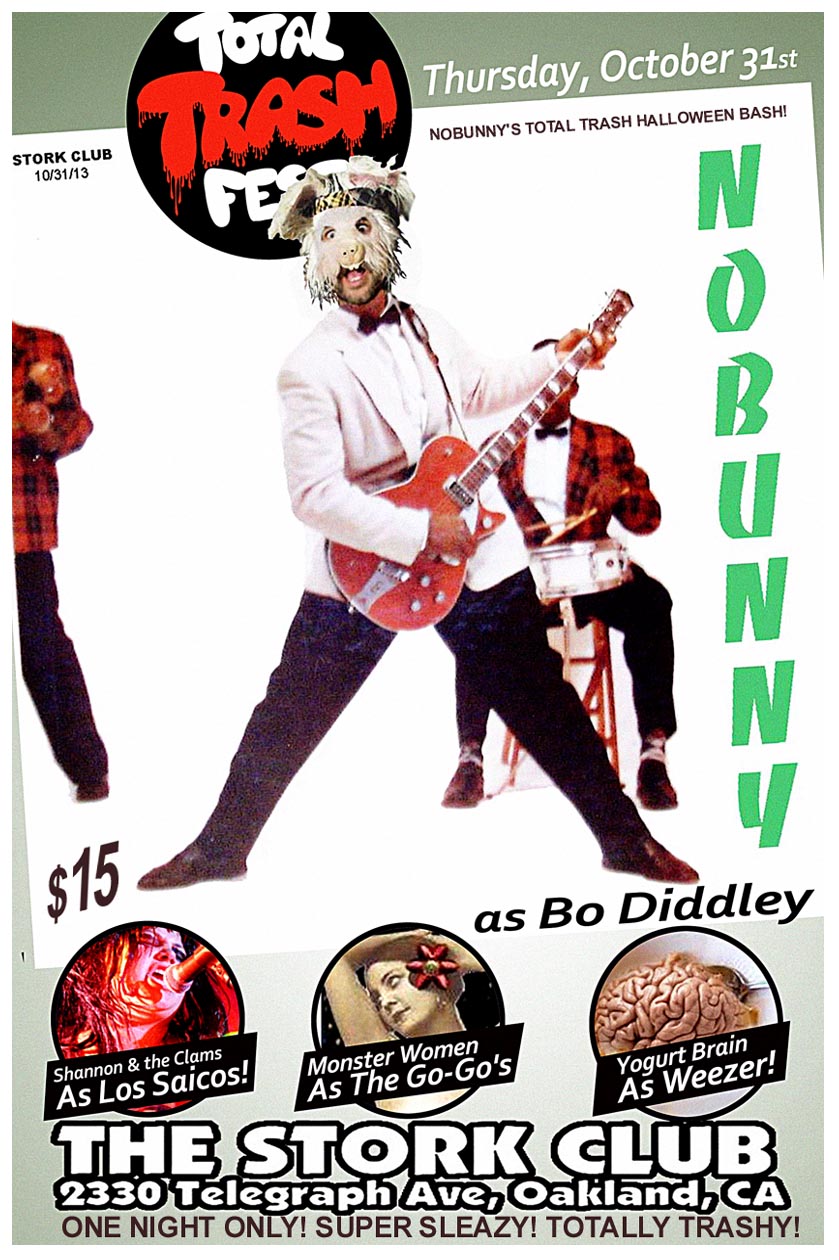 TOTAL
TRASH
FES
Thursday, October 31st
NOBUNNY'S TOTAL TRASH HALLOWEEN BASH!
STORK CLUB
10/31/13
NOBUNNY
$15
as Bo Diddley
Shannon & the Clams
As Los Saicos!
Monster Women
As The Go-Go's
Yogurt Brain
As Weezer!
THE STORK CLUB
2330 Telegraph Ave, Oakland, CA
ONE NIGHT ONLY! SUPER SLEAZY! TOTALLY TRASHY!